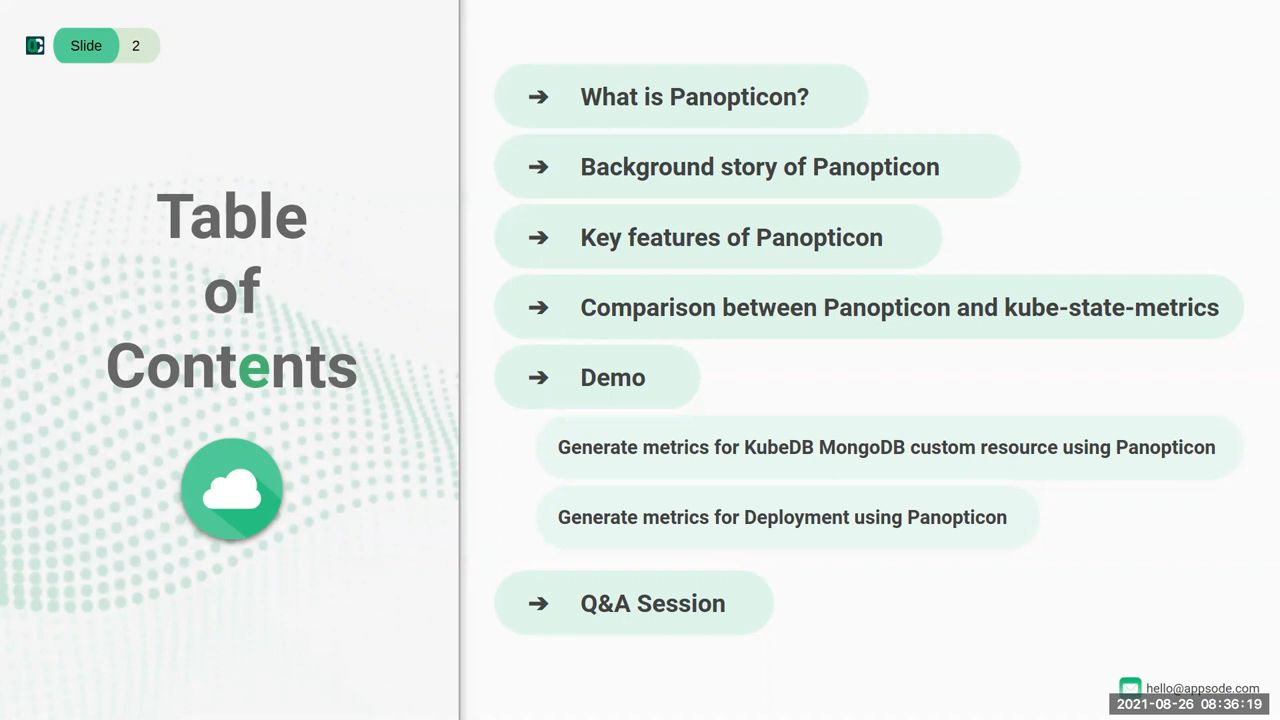 Slide 2
Table
of
Contents
➔ What is Panopticon?
➔ Background story of Panopticon
➔ Key features of Panopticon
➔ Comparison between Panopticon and kube-state-metrics
➔ Demo
Generate metrics for KubeDB MongoDB custom resource using Panopticon
Generate metrics for Deployment using Panopticon
➔ Q&A Session
hello@appsode.com
2021-08-26 08:36:19